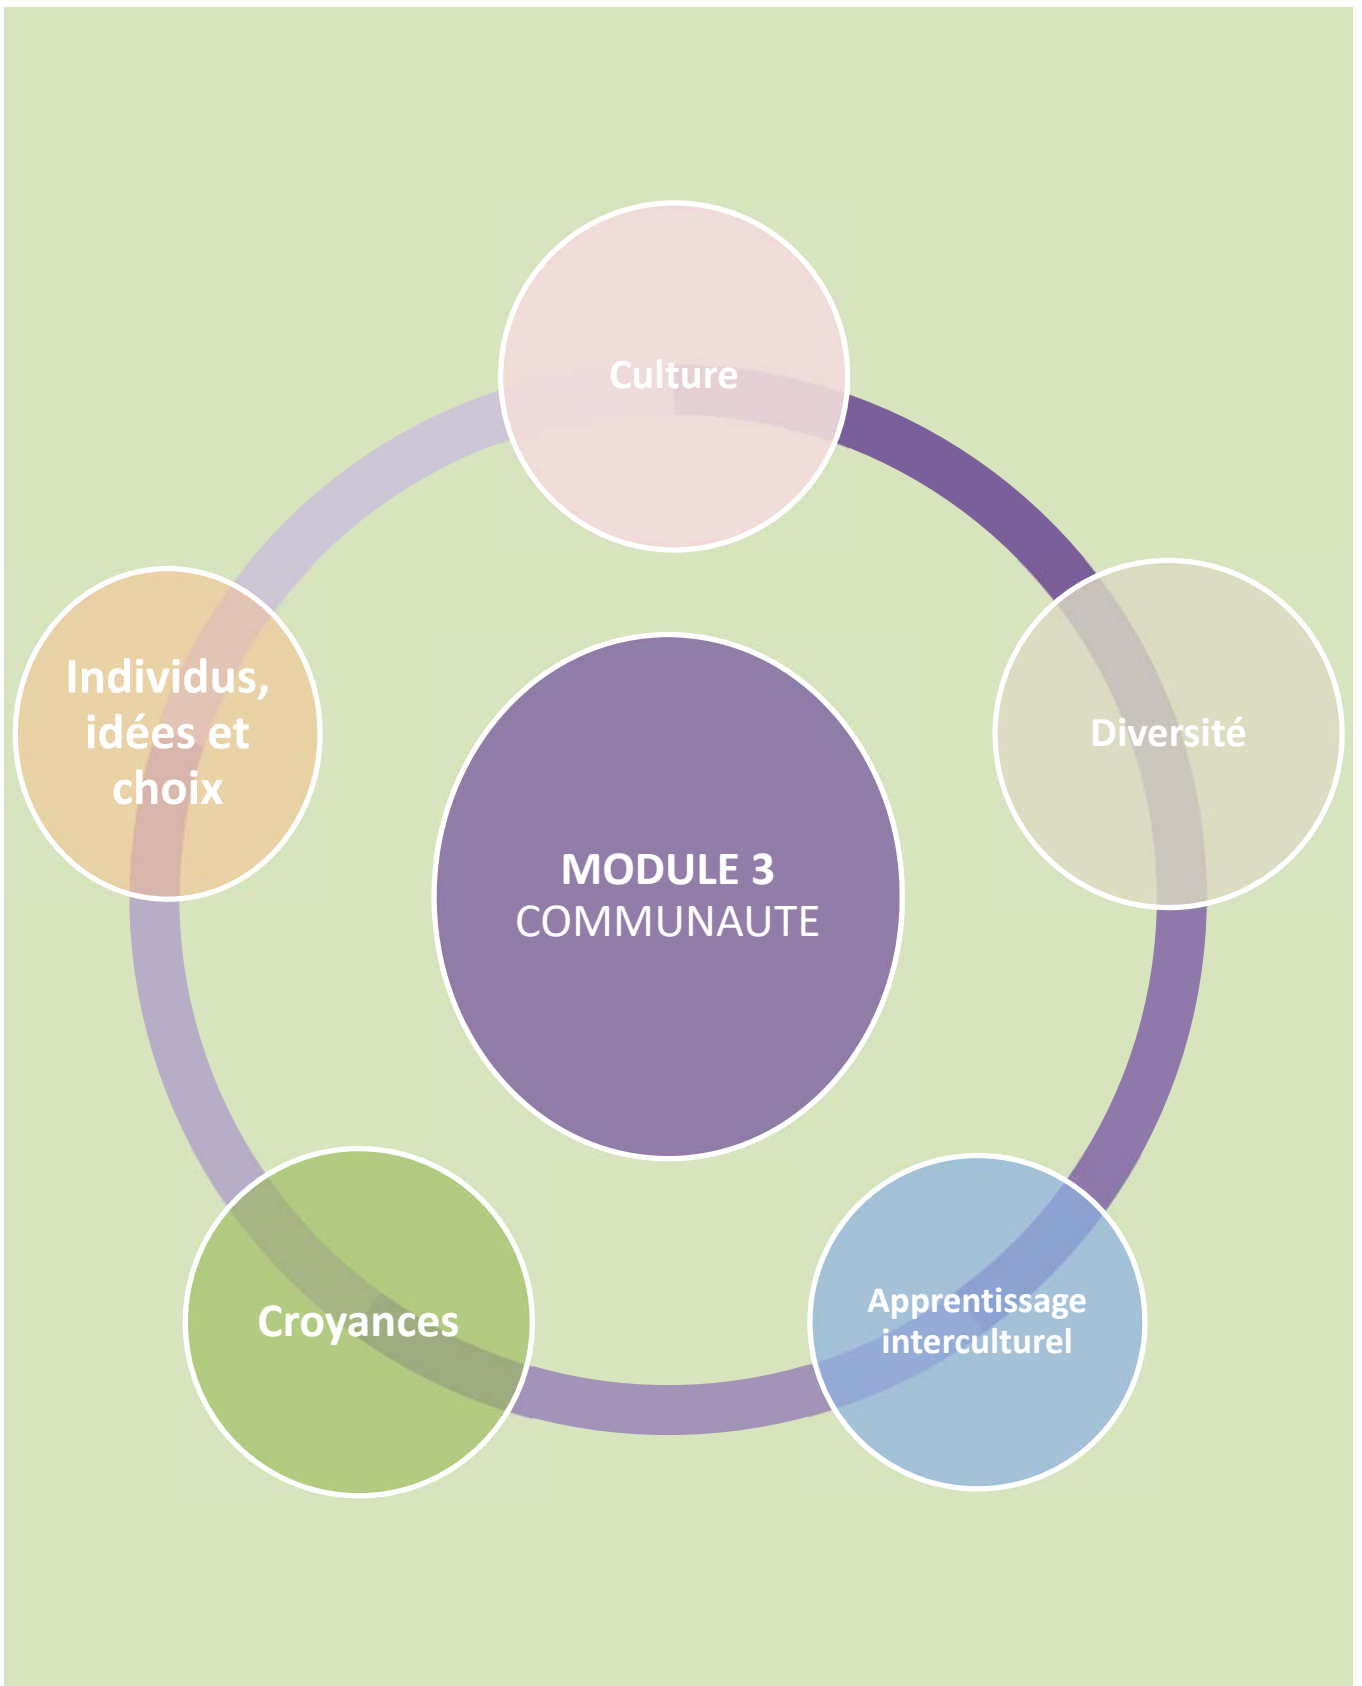 Culture
Diversité
Individus,
idées et
choix
MODULE 3
COMMUNAUTE
Apprentissage
interculturel
Croyances